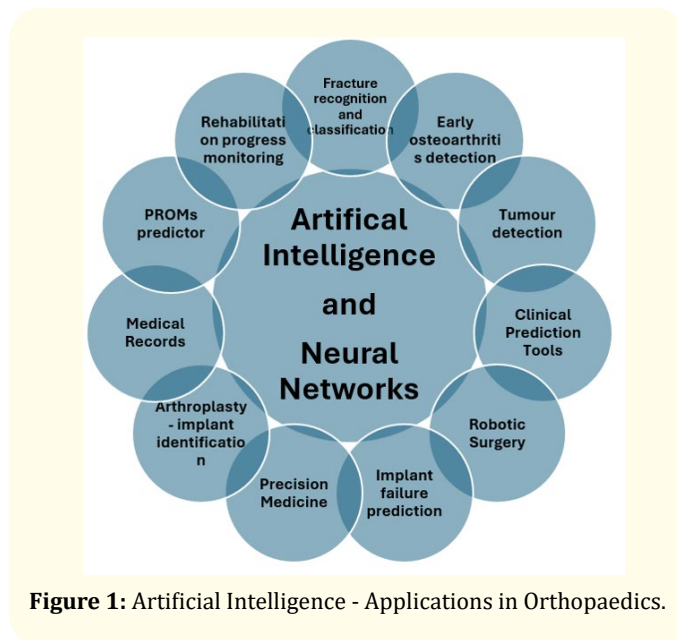 Fracture
recognition
and
classification
Early
osteoarthriti
s detection
Tumour
detection
Clinical
Prediction
Tools
Robotic
Surgery
Implant
failure
prediction
Precision
Medicine
Arthroplasty
- implant
identificatio
n
Medical
Records
PROMs
predictor
Rehabilitati
on progress
monitoring
Artifical
Intelligence
and
Neural
Networks
Figure 1: Artificial Intelligence - Applications in Orthopaedics.